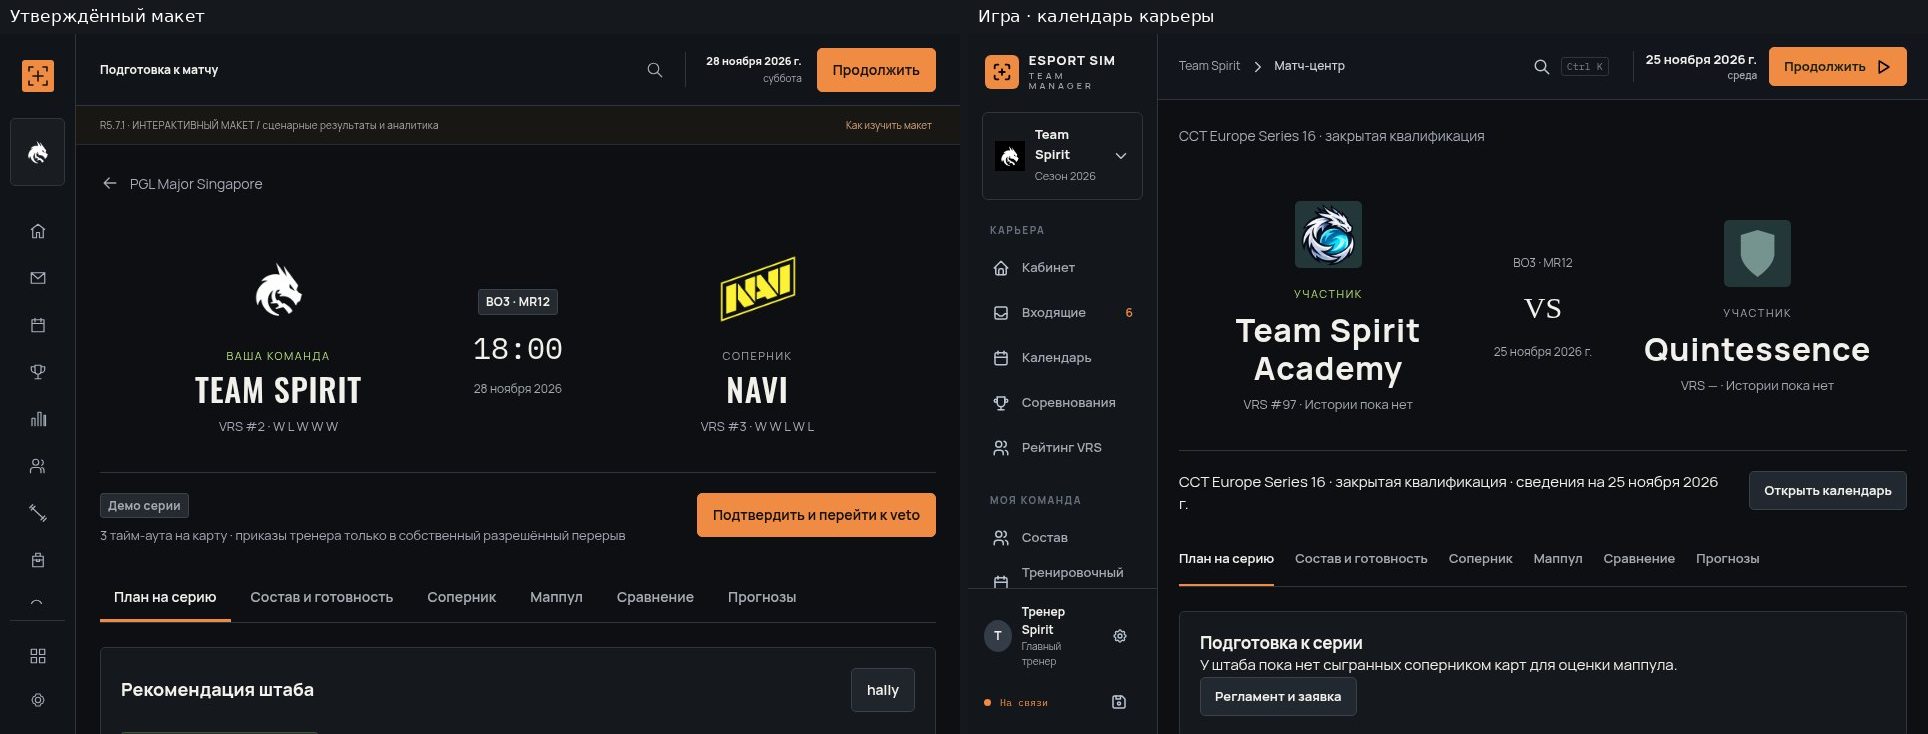 Утверждённый макет
Подготовка к матчу
28 ноября 2026 г.
суббота
Продолжить
R5.7.1 · ИНТЕРАКТИВНЫЙ МАКЕТ / сценарные результаты и аналитика
Как изучить макет
PGL Major Singapore
ВАША КОМАНДА
TEAM SPIRIT
VRS #2 · W L W W W
BO3 · MR12
18:00
28 ноября 2026
NAVI
СОПЕРНИК
NAVI
VRS #3 · W W L W L
Демо серии
3 тайм-аута на карту · приказы тренера только в собственный разрешённый перерыв
Подтвердить и перейти к veto
План на серию
Состав и готовность
Соперник
Маппул
Сравнение
Прогнозы
Рекомендация штаба
hally
Игра · календарь карьеры
ESPORT SIM
TEAM
MANAGER
Team
Spirit
Сезон 2026
КАРЬЕРА
Кабинет
Входящие 6
Календарь
Соревнования
Рейтинг VRS
МОЯ КОМАНДА
Состав
Тренировочный
T
Тренер
Spirit
Главный
тренер
На связи
Team Spirit
Матч-центр
Ctrl K
25 ноября 2026 г.
среда
Продолжить
CCT Europe Series 16 · закрытая квалификация
УЧАСТНИК
Team Spirit
Academy
VRS #97 · Истории пока нет
BO3 · MR12
VS
25 ноября 2026 г.
УЧАСТНИК
Quintessence
VRS — · Истории пока нет
CCT Europe Series 16 · закрытая квалификация · сведения на 25 ноября 2026
г.
Открыть календарь
План на серию
Состав и готовность
Соперник
Маппул
Сравнение
Прогнозы
Подготовка к серии
У штаба пока нет сыгранных соперником карт для оценки маппула.
Регламент и заявка